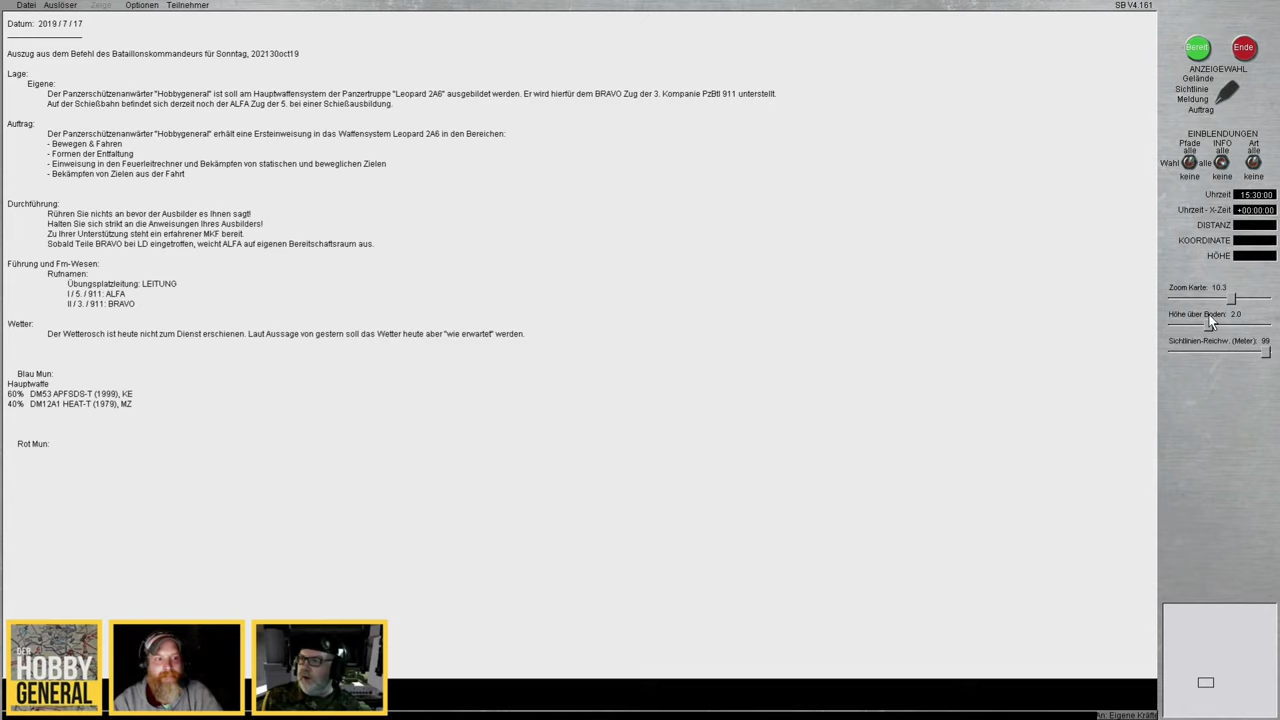 Datei Auslöser Zeige Optionen Teilnehmer SB V4.161
Datum: 2019 / 7 / 17
Auszug aus dem Befehl des Bataillonskommandeurs für Sonntag, 202130oct19
Lage:
Eigene:
Der Panzerschützenanwärter "Hobbygeneral" ist soll am Hauptwaffensystem der Panzertruppe "Leopard 2A6" ausgebildet werden. Er wird hierfür dem BRAVO Zug der 3. Kompanie PzBtl 911 unterstellt.
Auf der Schießbahn befindet sich derzeit noch der ALFA Zug der 5. bei einer Schießausbildung.
Auftrag:
Der Panzerschützenanwärter "Hobbygeneral" erhält eine Ersteinweisung in das Waffensystem Leopard 2A6 in den Bereichen:
- Bewegen & Fahren
- Formen der Entfaltung
- Einweisung in den Feuerleitrechner und Bekämpfen von statischen und beweglichen Zielen
- Bekämpfen von Zielen aus der Fahrt
Durchführung:
Rühren Sie nichts an bevor der Ausbilder es Ihnen sagt!
Halten Sie sich strikt an die Anweisungen Ihres Ausbilders!
Zu Ihrer Unterstützung steht ein erfahrener MKF bereit.
Sobald Teile BRAVO bei LD eingetroffen, weicht ALFA auf eigenen Bereitschaftsraum aus.
Führung und Fm-Wesen:
Rufnamen:
Übungsplatzleitung: LEITUNG
I / 5. / 911: ALFA
II / 3. / 911: BRAVO
Wetter:
Der Wetterosch ist heute nicht zum Dienst erschienen. Laut Aussage von gestern soll das Wetter heute aber "wie erwartet" werden.
Blau Mun:
Hauptwaffe
60% DM53 APFSDS-T (1999), KE
40% DM12A1 HEAT-T (1979), MZ
Rot Mun:
Bereit Ende
ANZEIGEWAHL
Gelände
Sichtlinie
Meldung
Auftrag
EINBLENDUNGEN
Pfade INFO Art
alle alle alle
Wahl alle
keine keine keine
Uhrzeit 15:30:00
Uhrzeit - X-Zeit +00:00:00
DISTANZ
KOORDINATE
HÖHE
Zoom Karte: 10.3
Höhe über Boden: 2.0
Sichtlinien-Reichw. (Meter): 99
DER
HOBBY
GENERAL
An: Eigene Kräfte